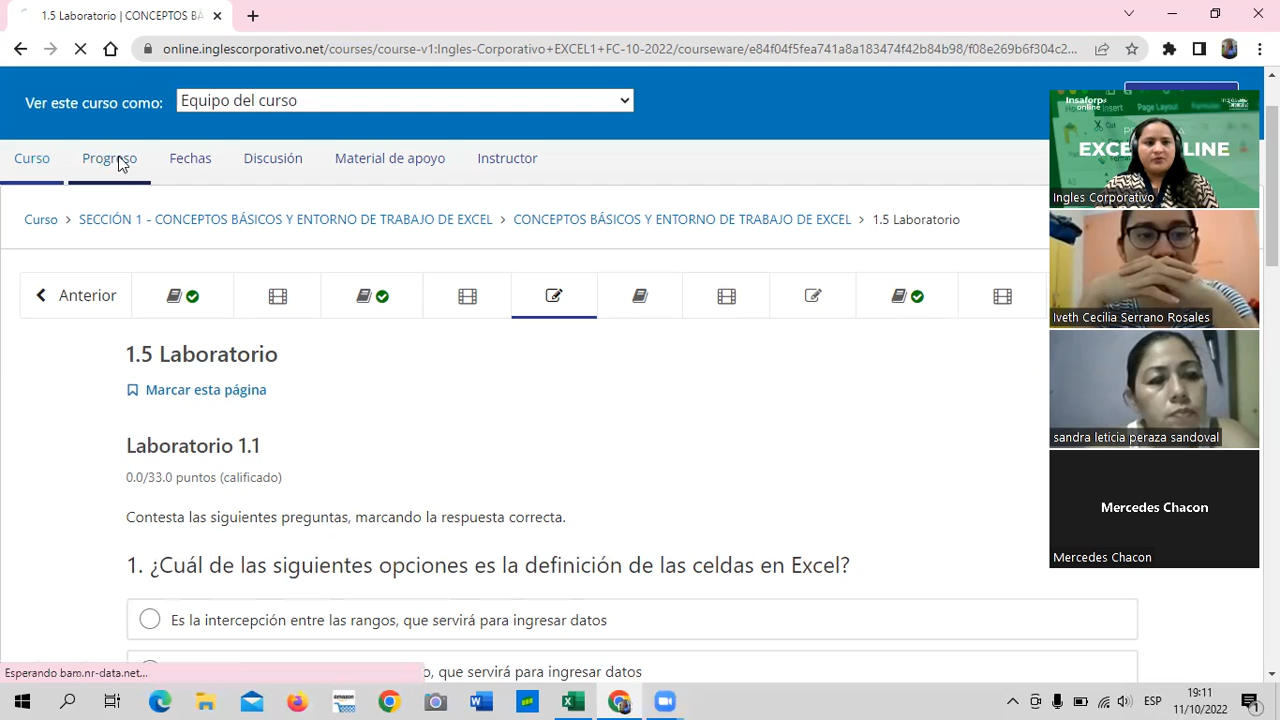 1.5 Laboratorio | CONCEPTOS BÁ
online.inglescorporativo.net/courses/course-v1:Ingles-Corporativo+EXCEL1+FC-10-2022/courseware/e84f04f5fea741a8a183474f42b84b98/f08e269b6f304c2...
Ver este curso como:
Equipo del curso
Curso
Progreso
Fechas
Discusión
Material de apoyo
Instructor
Curso > SECCIÓN 1 - CONCEPTOS BÁSICOS Y ENTORNO DE TRABAJO DE EXCEL > CONCEPTOS BÁSICOS Y ENTORNO DE TRABAJO DE EXCEL > 1.5 Laboratorio
Anterior
1.5 Laboratorio
Marcar esta página
Laboratorio 1.1
0.0/33.0 puntos (calificado)
Contesta las siguientes preguntas, marcando la respuesta correcta.
1. ¿Cuál de las siguientes opciones es la definición de las celdas en Excel?
Es la intercepción entre las rangos, que servirá para ingresar datos
o, que servirá para ingresar datos
Esperando bam.nr-data.net...
Insaforp
online
Insert
Page Layout
Formulas
Cut
EXCEL
LINE
Ingles Corporativo
Iveth Cecilia Serrano Rosales
sandra leticia peraza sandoval
Mercedes Chacon
Mercedes Chacon
ESP
19:11
11/10/2022